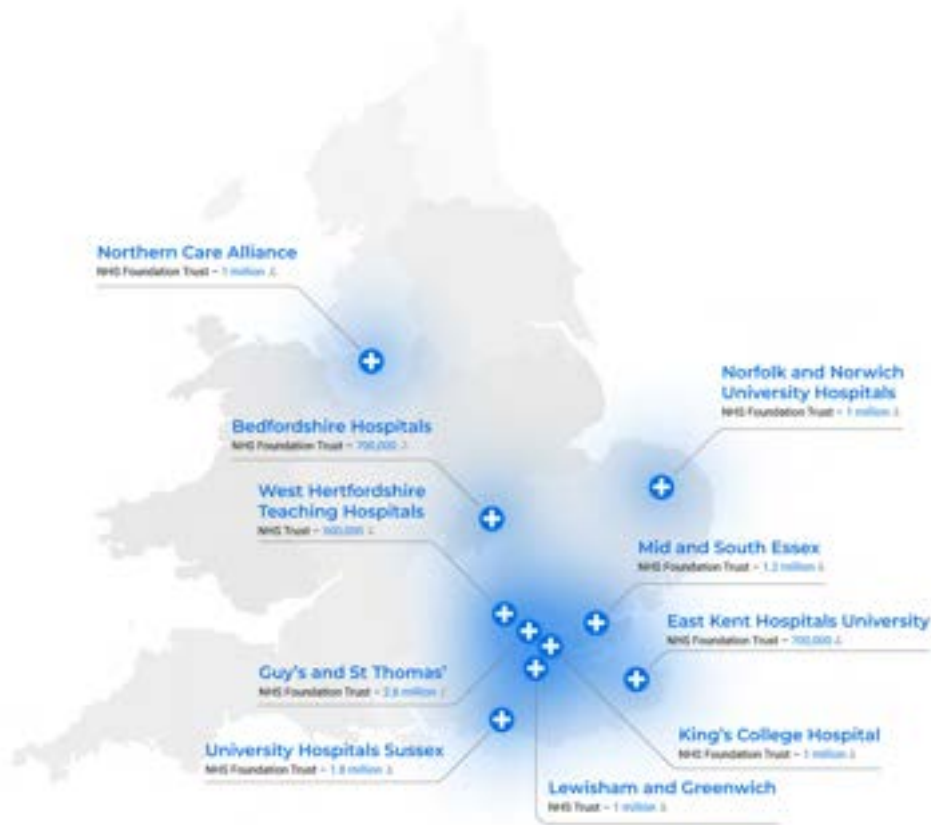 Northern Care Alliance
NHS Foundation Trust – 1 million
Norfolk and Norwich
University Hospitals
NHS Foundation Trust – 1 million
Bedfordshire Hospitals
NHS Foundation Trust – 700,000
West Hertfordshire
Teaching Hospitals
NHS Trust –
Mid and South Essex
NHS Foundation Trust – 1.2 million
East Kent Hospitals University
NHS Foundation Trust – 700,000
Guy's and St Thomas'
NHS Foundation Trust – 2.6 million
King's College Hospital
NHS Foundation Trust – 1 million
University Hospitals Sussex
NHS Foundation Trust – 1.8 million
Lewisham and Greenwich
NHS Trust – 1 million